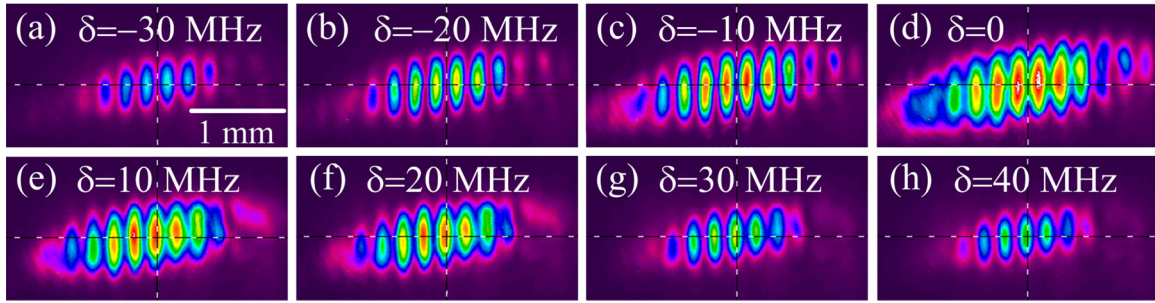 (a) δ=−30 MHz
1 mm
(b) δ=−20 MHz
(c) δ=−10 MHz
(d) δ=0
(e) δ=10 MHz
(f) δ=20 MHz
(g) δ=30 MHz
(h) δ=40 MHz